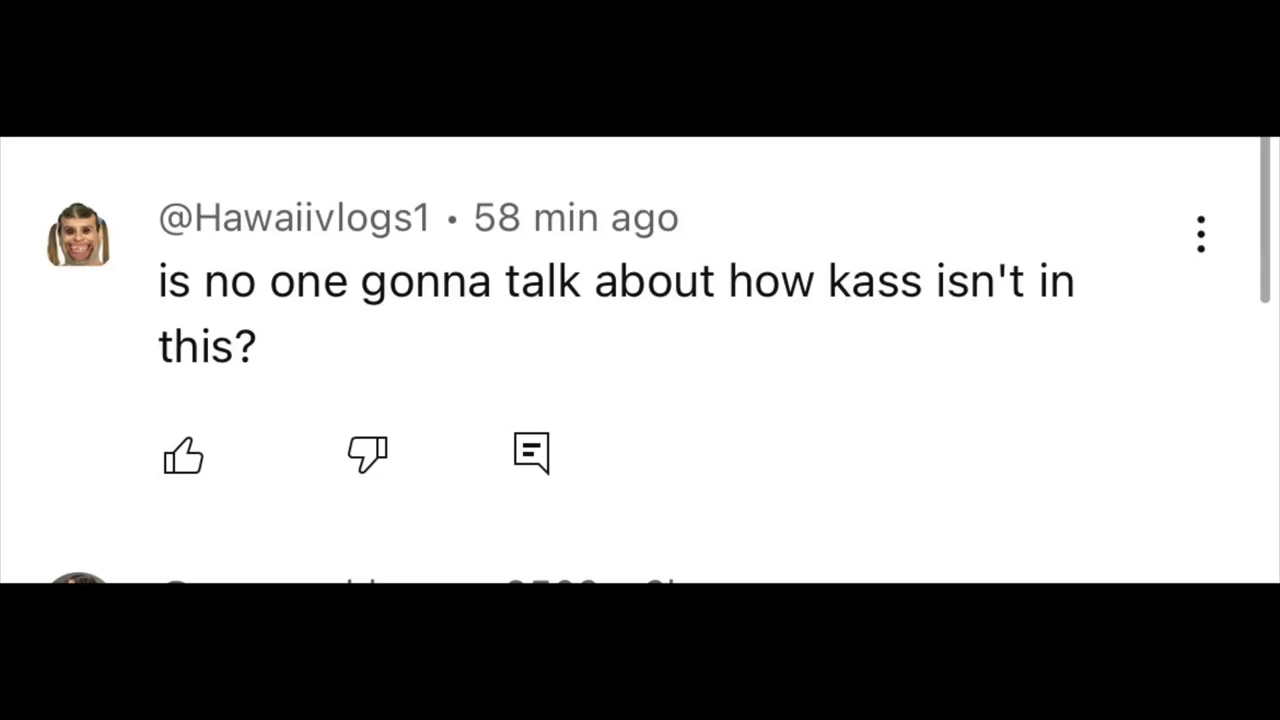 @Hawaiivlogs1 • 58 min ago
is no one gonna talk about how kass isn't in
this?